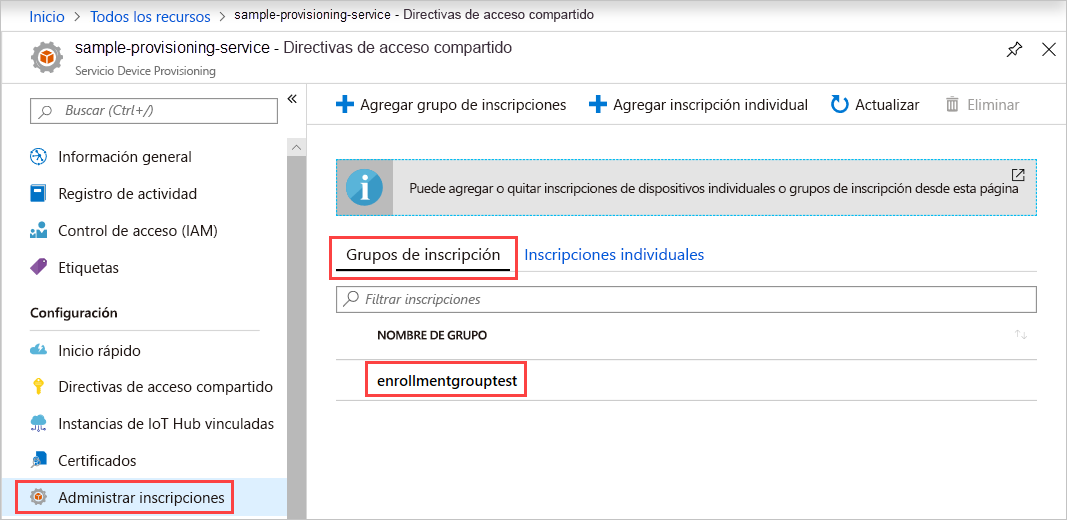 Inicio > Todos los recursos > sample-provisioning-service - Directivas de acceso compartido
sample-provisioning-service - Directivas de acceso compartido
Servicio Device Provisioning
Buscar (Ctrl+/)
Información general
Registro de actividad
Control de acceso (IAM)
Etiquetas
Configuración
Inicio rápido
Directivas de acceso compartido
Instancias de IoT Hub vinculadas
Certificados
Administrar inscripciones
Agregar grupo de inscripciones
Agregar inscripción individual
Actualizar
Eliminar
Puede agregar o quitar inscripciones de dispositivos individuales o grupos de inscripción desde esta página
Grupos de inscripción
Inscripciones individuales
Filtrar inscripciones
NOMBRE DE GRUPO
enrollmentgrouptest